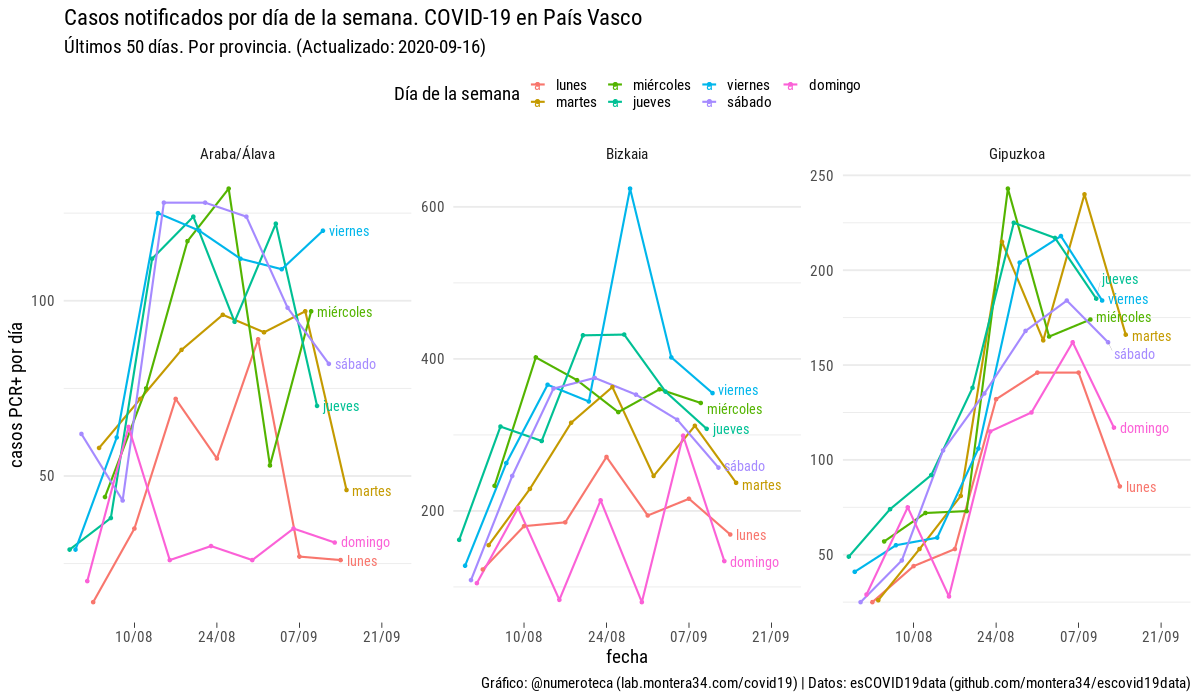 Casos notificados por día de la semana. COVID-19 en País Vasco
Últimos 50 días. Por provincia. (Actualizado: 2020-09-16)
Día de la semana
lunes
miércoles
viernes
domingo
martes
jueves
sábado
casos PCR+ por día
Araba/Álava
100
50
viernes
miércoles
sábado
jueves
martes
domingo
lunes
10/08
24/08
07/09
21/09
Bizkaia
600
400
200
viernes
miércoles
jueves
sábado
martes
lunes
domingo
10/08
24/08
07/09
21/09
Gipuzkoa
250
200
150
100
50
jueves
viernes
miércoles
martes
sábado
domingo
lunes
10/08
24/08
07/09
21/09
fecha
Gráfico: @numeroteca (lab.montera34.com/covid19) | Datos: esCOVID19data (github.com/montera34/escovid19data)